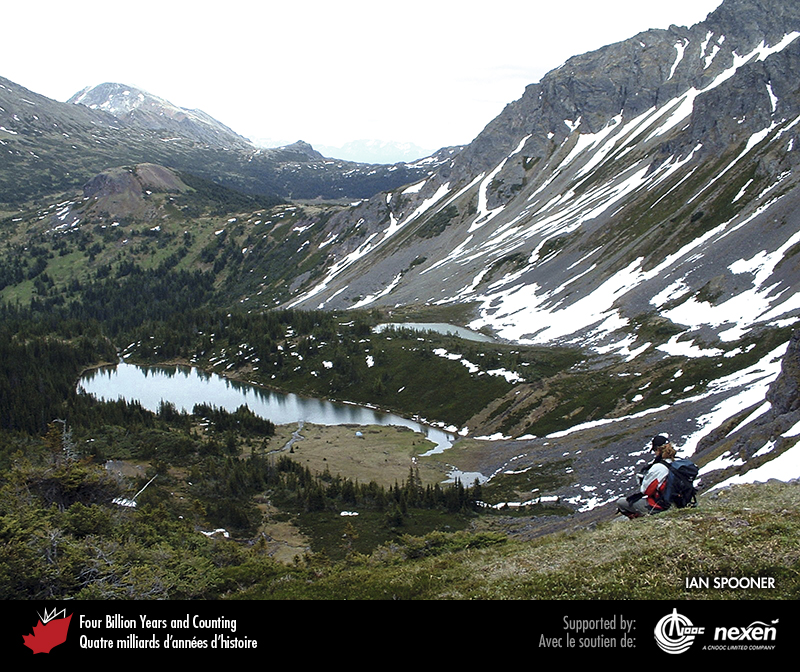 IAN SPOONER
Four Billion Years and Counting
Quatre milliards d'années d'histoire
Supported by:
Avec le soutien de:
CNOOC
nexen
A CNOOC LIMITED COMPANY